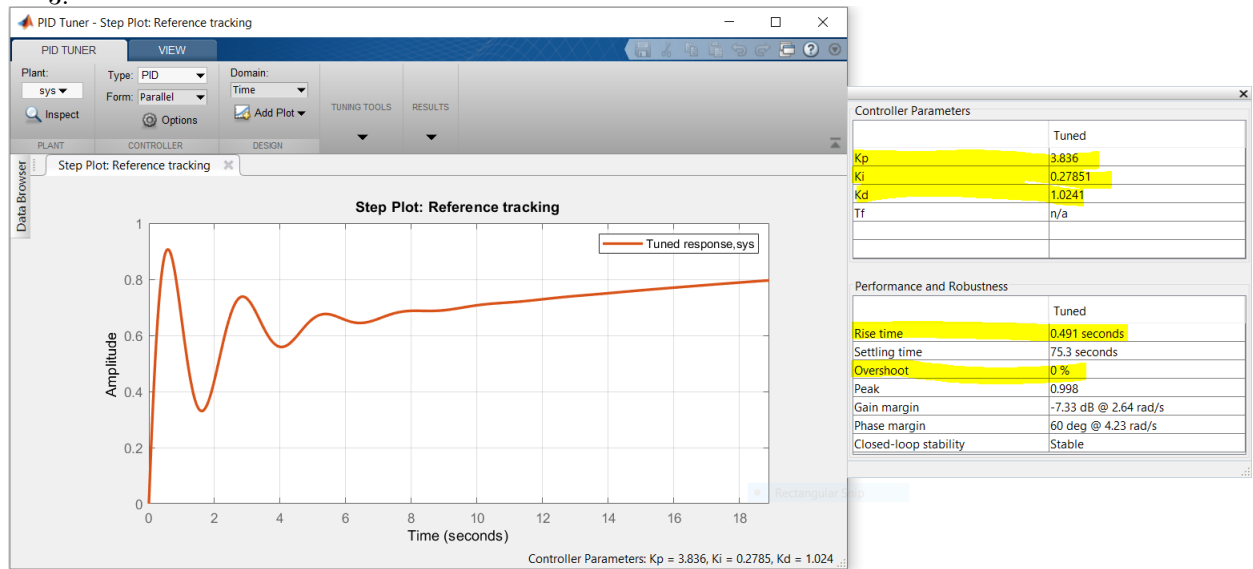 3.
PID Tuner - Step Plot: Reference tracking
PID TUNER VIEW
Plant:
sys
Inspect
PLANT
Type: PID
Form: Parallel
Options
CONTROLLER
Domain:
Time
Add Plot
DESIGN
TUNING TOOLS
RESULTS
Data Browser
Step Plot: Reference tracking
Step Plot: Reference tracking
Tuned response,sys
Amplitude
1
0.8
0.6
0.4
0.2
0
0 2 4 6 8 10 12 14 16 18
Time (seconds)
Rectangular Snip
Controller Parameters: Kp = 3.836, Ki = 0.2785, Kd = 1.024
Controller Parameters
Tuned
Kp 3.836
Ki 0.27851
Kd 1.0241
Tf n/a
Performance and Robustness
Tuned
Rise time 0.491 seconds
Settling time 75.3 seconds
Overshoot 0 %
Peak 0.998
Gain margin -7.33 dB @ 2.64 rad/s
Phase margin 60 deg @ 4.23 rad/s
Closed-loop stability Stable